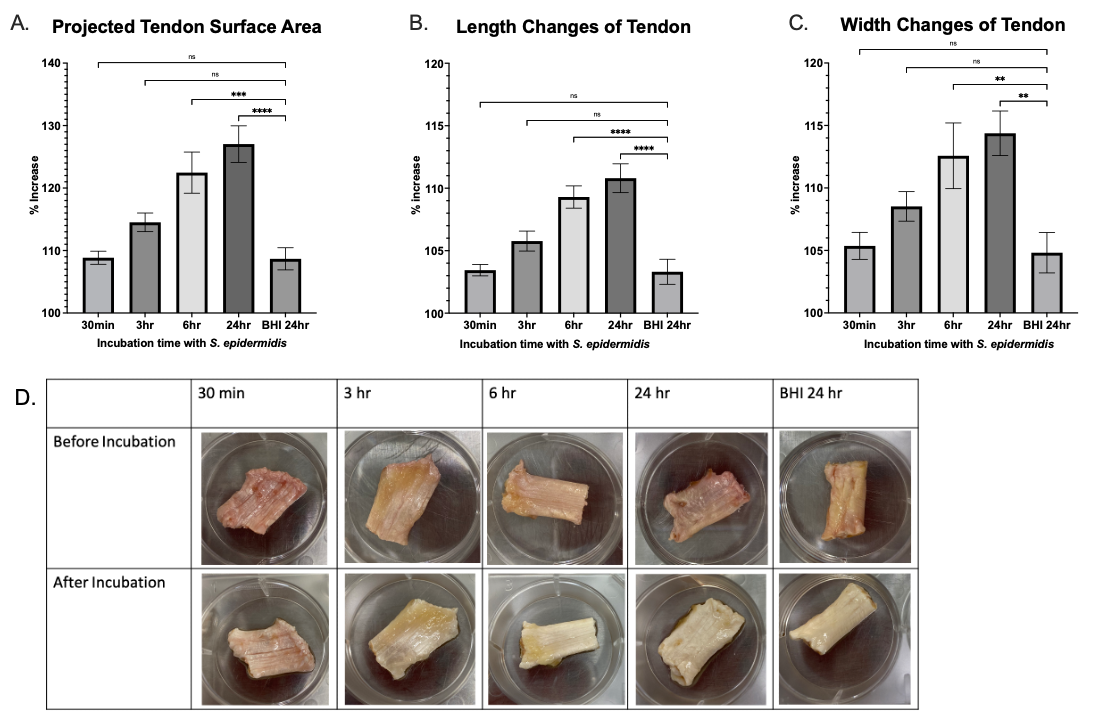 A.
Projected Tendon Surface Area
140
130
120
110
100
% Increase
ns
ns
***
****
30min 3hr 6hr 24hr BHI 24hr
Incubation time with S. epidermidis
B.
Length Changes of Tendon
120
115
110
105
100
% increase
ns
ns
****
****
30min 3hr 6hr 24hr BHI 24hr
Incubation time with S. epidermidis
C.
Width Changes of Tendon
120
115
110
105
100
% increase
ns
ns
**
**
30min 3hr 6hr 24hr BHI 24hr
Incubation time with S. epidermidis
D.
30 min 3 hr 6 hr 24 hr BHI 24 hr
Before Incubation
After Incubation